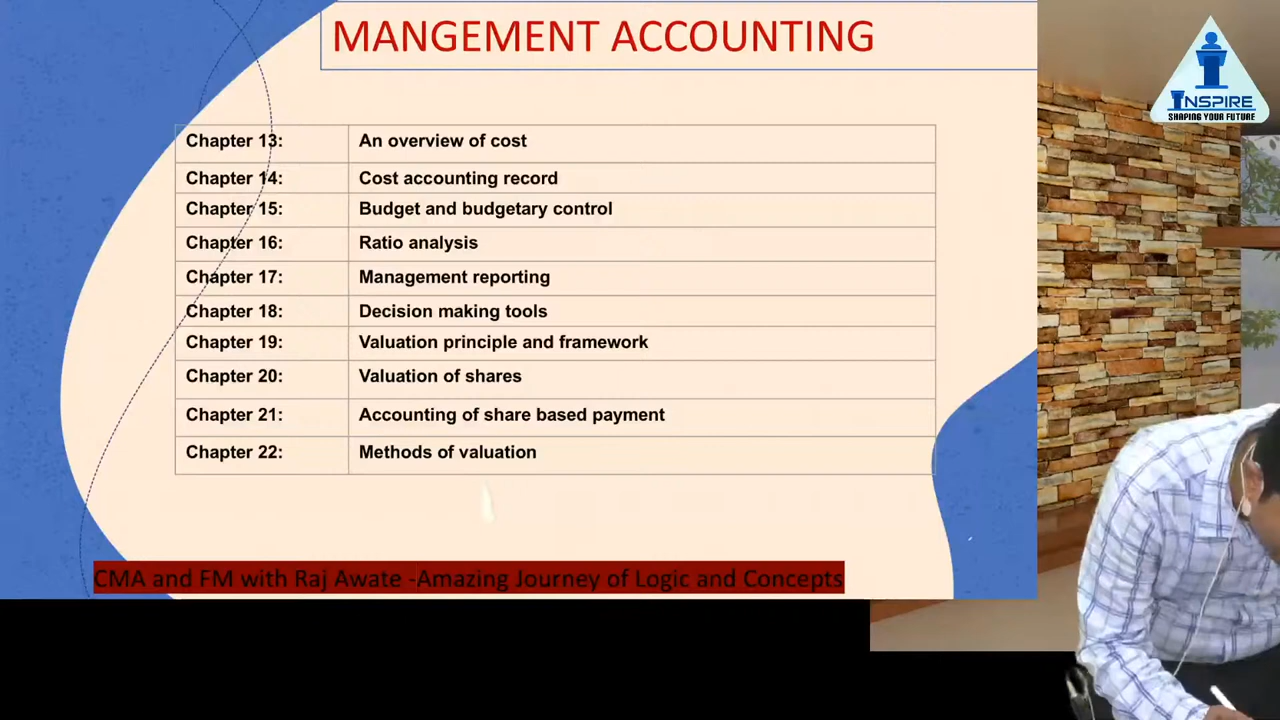 MANGEMENT ACCOUNTING
INSPIRE
SHAPING YOUR FUTURE
Chapter 13: An overview of cost
Chapter 14: Cost accounting record
Chapter 15: Budget and budgetary control
Chapter 16: Ratio analysis
Chapter 17: Management reporting
Chapter 18: Decision making tools
Chapter 19: Valuation principle and framework
Chapter 20: Valuation of shares
Chapter 21: Accounting of share based payment
Chapter 22: Methods of valuation
CMA and FM with Raj Awate -Amazing Journey of Logic and Concepts